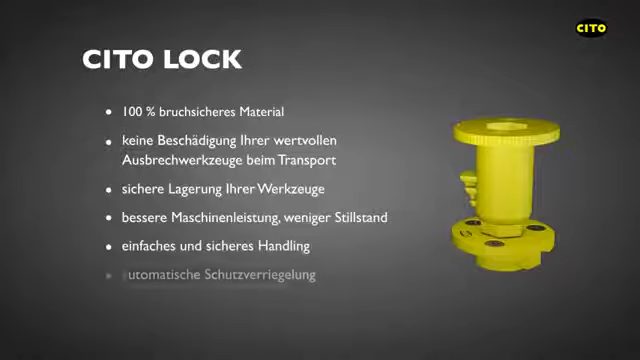 CITO
CITO LOCK
100 % bruchsicheres Material
keine Beschädigung Ihrer wertvollen
Ausbrechwerkzeuge beim Transport
sichere Lagerung Ihrer Werkzeuge
bessere Maschinenleistung, weniger Stillstand
einfaches und sicheres Handling
automatische Schutzverriegelung